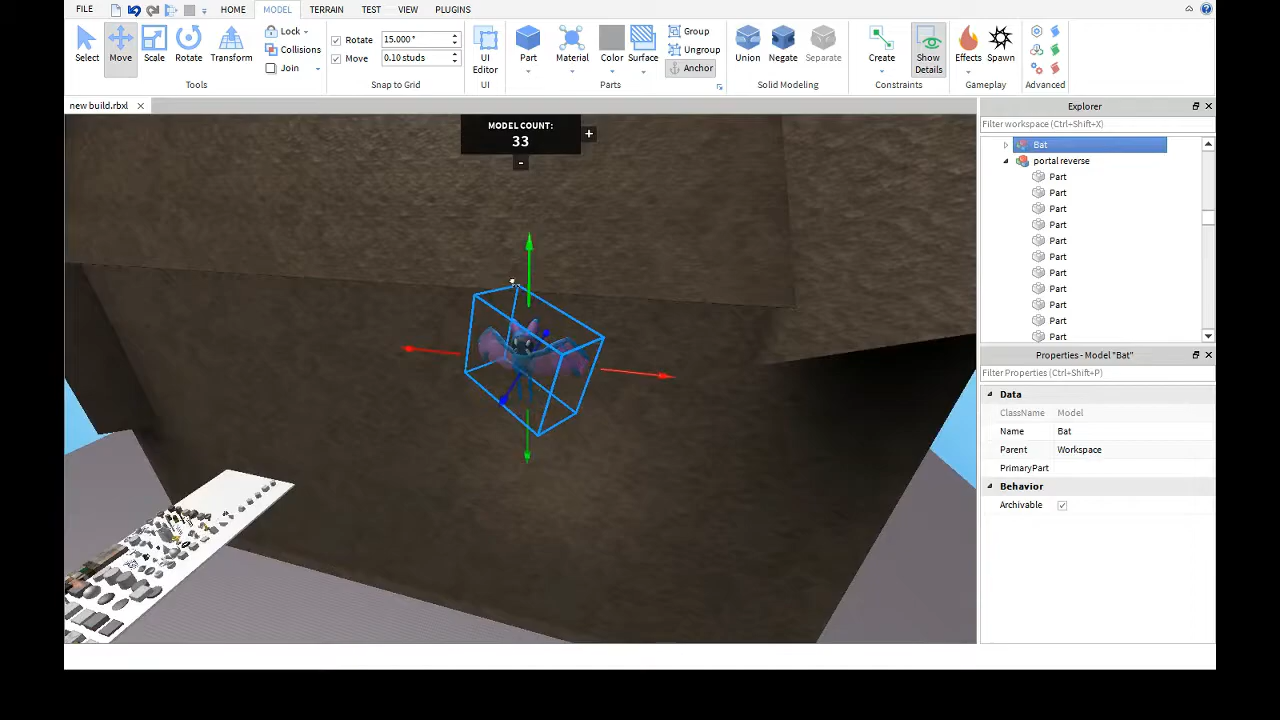 FILE
HOME
MODEL
TERRAIN
TEST
VIEW
PLUGINS
Select
Move
Scale
Rotate
Transform
Tools
Lock
Collisions
Join
Rotate
15.000 °
Move
0.10 studs
Snap to Grid
UI
Editor
UI
Part
Material
Color
Surface
Group
Ungroup
Anchor
Parts
Union
Negate
Separate
Solid Modeling
Create
Show
Details
Constraints
Effects
Spawn
Gameplay
Advanced
new build.rbxl
MODEL COUNT:
33
+
-
Explorer
Filter workspace (Ctrl+Shift+X)
Bat
portal reverse
Part
Part
Part
Part
Part
Part
Part
Part
Part
Part
Part
Properties - Model "Bat"
Filter Properties (Ctrl+Shift+P)
Data
ClassName Model
Name Bat
Parent Workspace
PrimaryPart
Behavior
Archivable